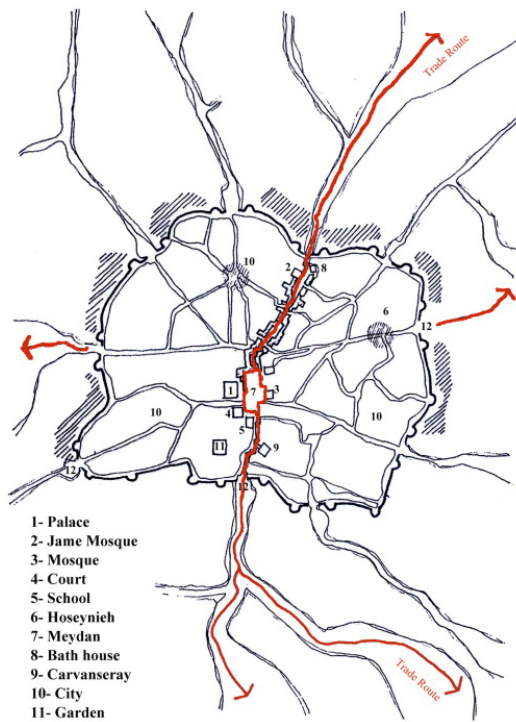 Trade Route
10
2
8
6
12
1
7
3
4
10
10
5
11
9
12
12
1- Palace
2- Jame Mosque
3- Mosque
4- Court
5- School
6- Hoseynieh
7- Meydan
8- Bath house
9- Carvanseray
10- City
11- Garden
Trade Route